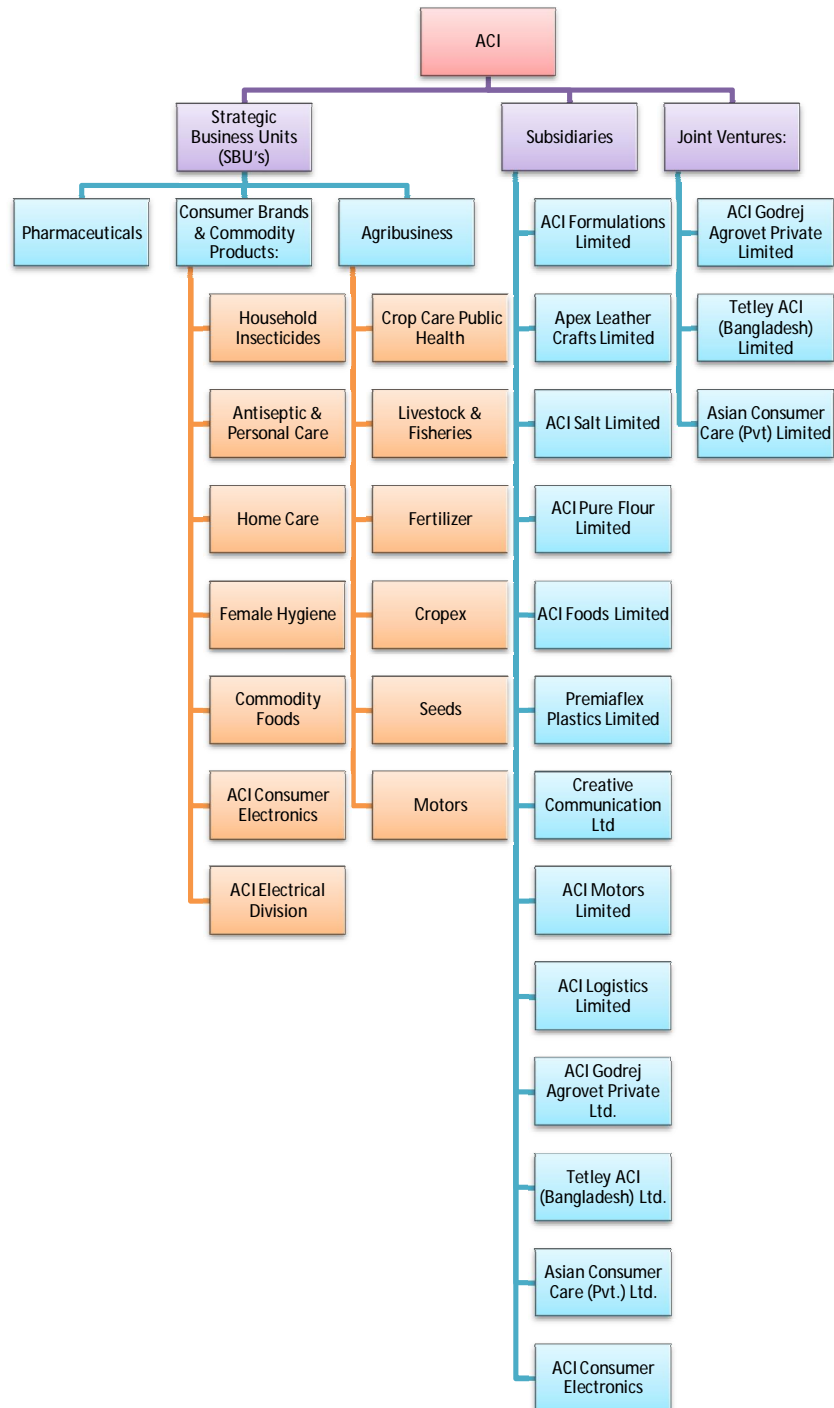 ACI
Strategic
Business Units
(SBU's)
Subsidiaries
Joint Ventures:
Pharmaceuticals
Consumer Brands
& Commodity
Products:
Agribusiness
Household
Insecticides
Antiseptic &
Personal Care
Home Care
Female Hygiene
Commodity
Foods
ACI Consumer
Electronics
ACI Electrical
Division
Crop Care Public
Health
Livestock &
Fisheries
Fertilizer
Cropex
Seeds
Motors
ACI Formulations
Limited
Apex Leather
Crafts Limited
ACI Salt Limited
ACI Pure Flour
Limited
ACI Foods Limited
Premiaflex
Plastics Limited
Creative
Communication
Ltd
ACI Motors
Limited
ACI Logistics
Limited
ACI Godrej
Agrovet Private
Ltd.
Tetley ACI
(Bangladesh) Ltd.
Asian Consumer
Care (Pvt.) Ltd.
ACI Consumer
Electronics
ACI Godrej
Agrovet Private
Limited
Tetley ACI
(Bangladesh)
Limited
Asian Consumer
Care (Pvt) Limited